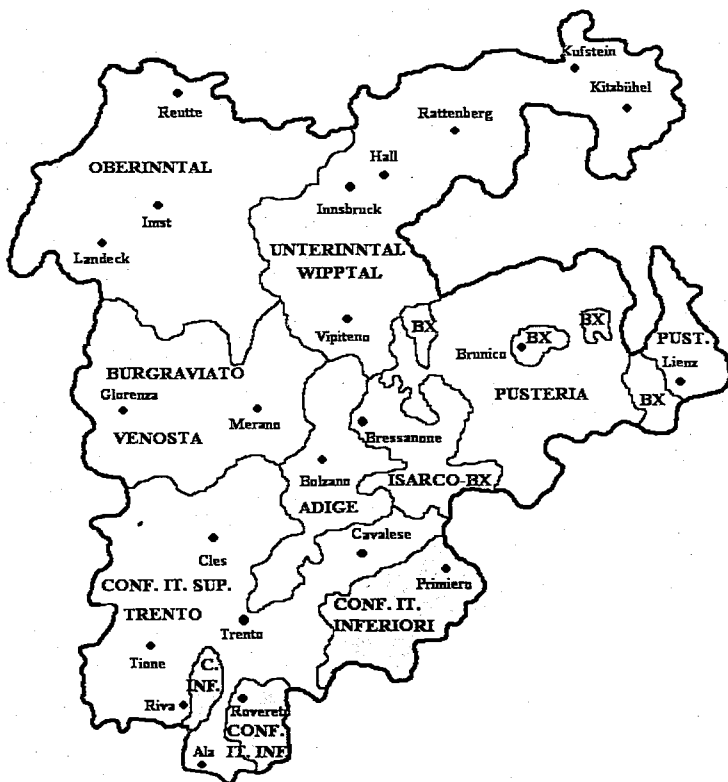 Kufstein
Kitzbühel
Reutte
Rattenberg
OBERINNTAL
Hall
Innsbruck
Imst
Landeck
UNTERINNTAL
WIPPTAL
Vipiteno
BX
BX
BX
PUST.
Brunico
Lienz
BURGRAVIATO
PUSTERIA
BX
Glorenza
Merano
VENOSTA
Bressanone
Bolzano
ISARCO-BX
ADIGE
Cavalese
Cles
Primiero
CONF. IT. SUP.
TRENTO
CONF. IT.
INFERIORI
Trento
Tione
C.
INF.
Riva
Rovereto
CONF.
IT. INF.
Ala